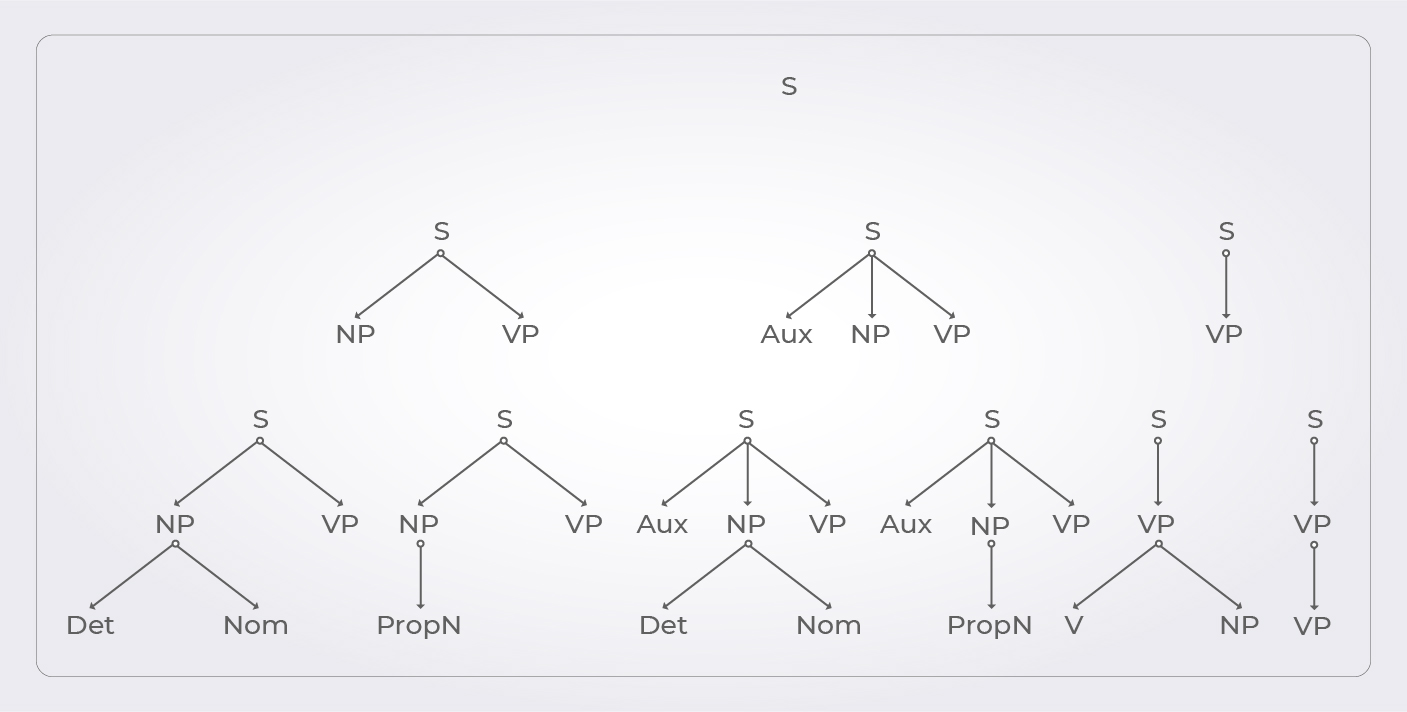 S
S S S
NP VP Aux NP VP VP
S S S S S S
NP VP NP VP Aux NP VP Aux NP VP VP VP
Det Nom PropN Det Nom PropN V NP VP